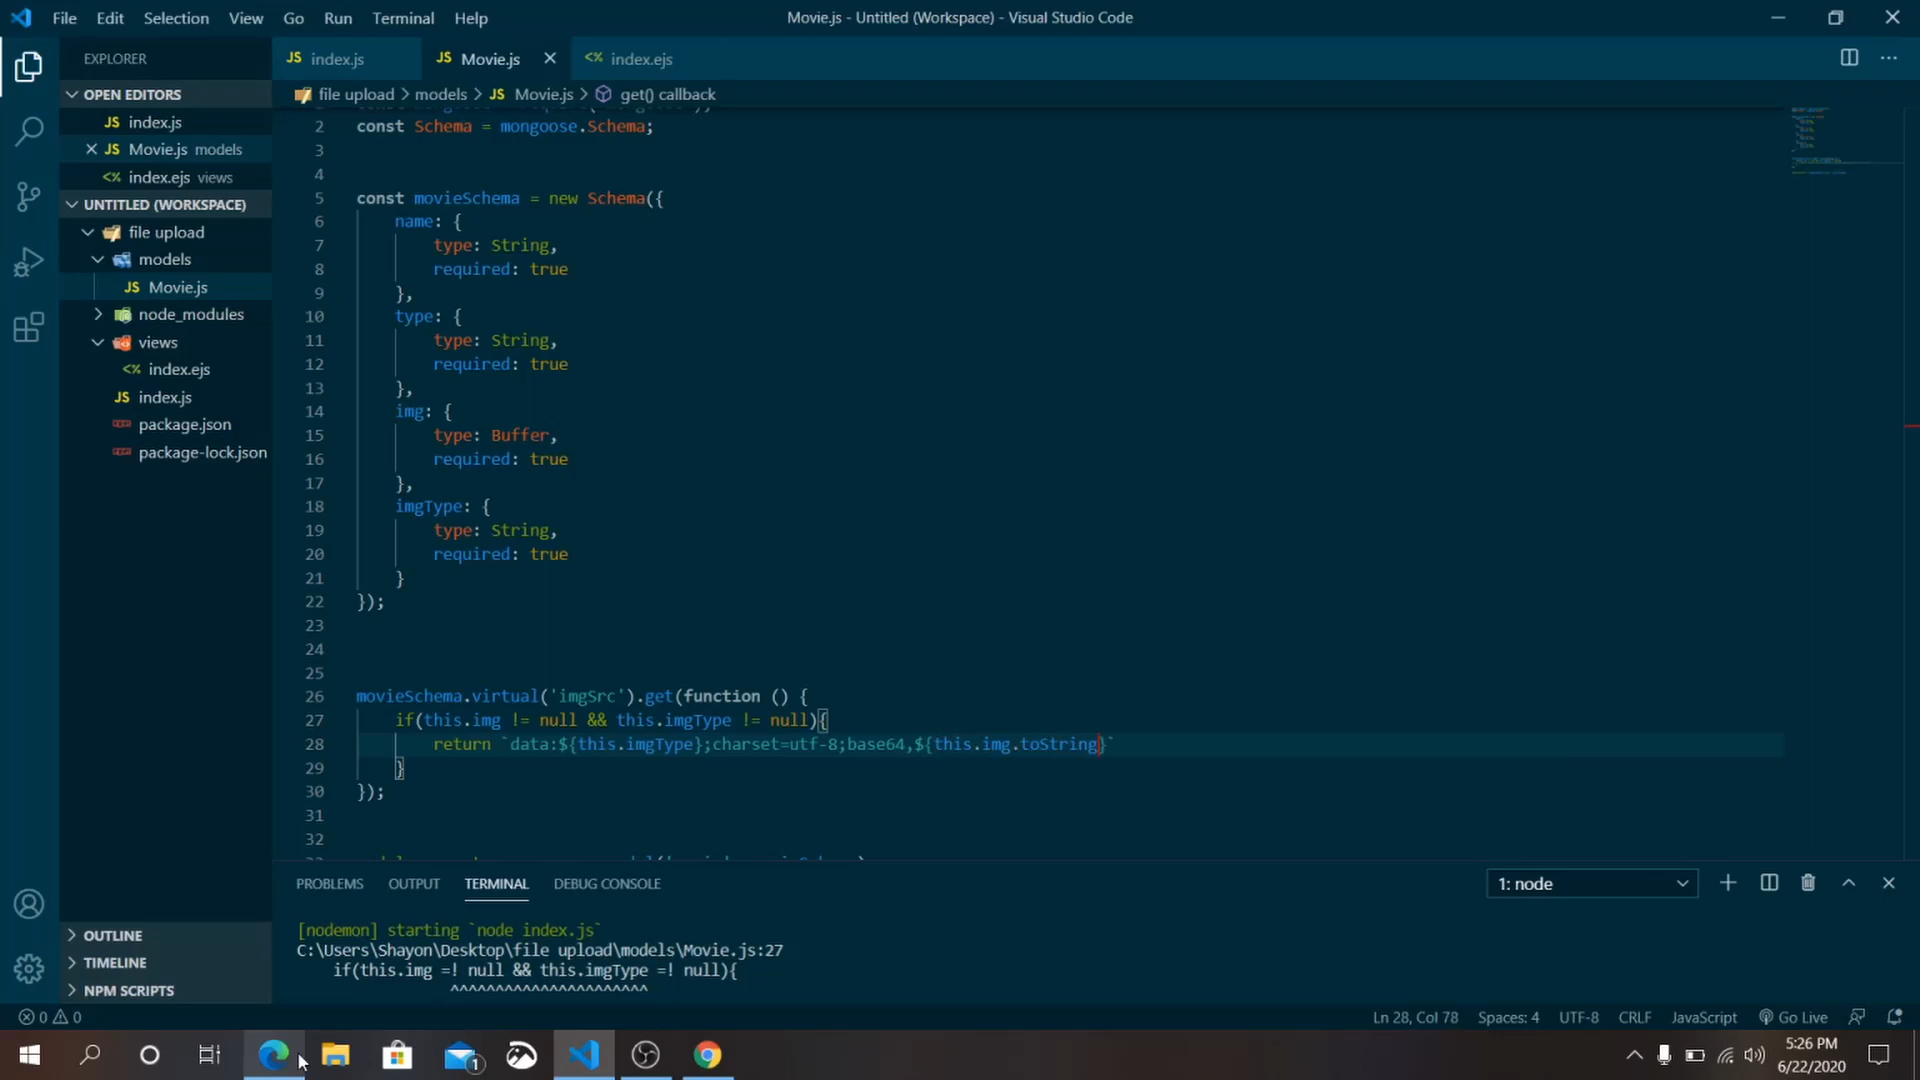 File Edit Selection View Go Run Terminal Help
Movie.js - Untitled (Workspace) - Visual Studio Code
EXPLORER
OPEN EDITORS
JS index.js
JS Movie.js models
<% index.ejs views
UNTITLED (WORKSPACE)
file upload
models
JS Movie.js
node_modules
views
<% index.ejs
JS index.js
package.json
package-lock.json
OUTLINE
TIMELINE
NPM SCRIPTS
JS index.js
JS Movie.js
<% index.ejs
file upload > models > JS Movie.js > get() callback
2 const Schema = mongoose.Schema;
3
4
5 const movieSchema = new Schema({
6 name: {
7 type: String,
8 required: true
9 },
10 type: {
11 type: String,
12 required: true
13 },
14 img: {
15 type: Buffer,
16 required: true
17 },
18 imgType: {
19 type: String,
20 required: true
21 }
22 });
23
24
25
26 movieSchema.virtual('imgSrc').get(function () {
27 if(this.img != null && this.imgType != null){
28 return `data:${this.imgType};charset=utf-8;base64,${this.img.toString}`
29 }
30 });
31
32
PROBLEMS OUTPUT TERMINAL DEBUG CONSOLE
1: node
[nodemon] starting `node index.js`
C:\Users\Shayon\Desktop\file upload\models\Movie.js:27
if(this.img =! null && this.imgType =! null){
^^^^^^^^^^^^^^^^^^^^^^
0 0
Ln 28, Col 78 Spaces: 4 UTF-8 CRLF JavaScript Go Live
1
5:26 PM
6/22/2020